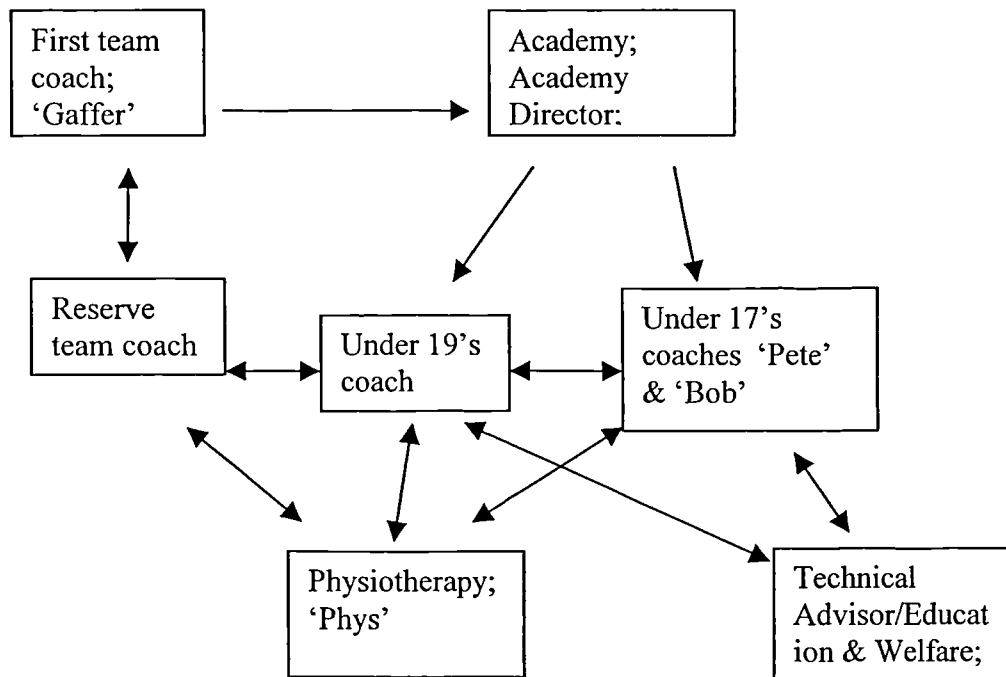 First team
coach;
‘Gaffer’
Academy;
Academy
Director;
Reserve
team coach
Under 19’s
coach
Under 17’s
coaches ‘Pete’
& ‘Bob’
Physiotherapy;
‘Phys’
Technical
Advisor/Educat
ion & Welfare;